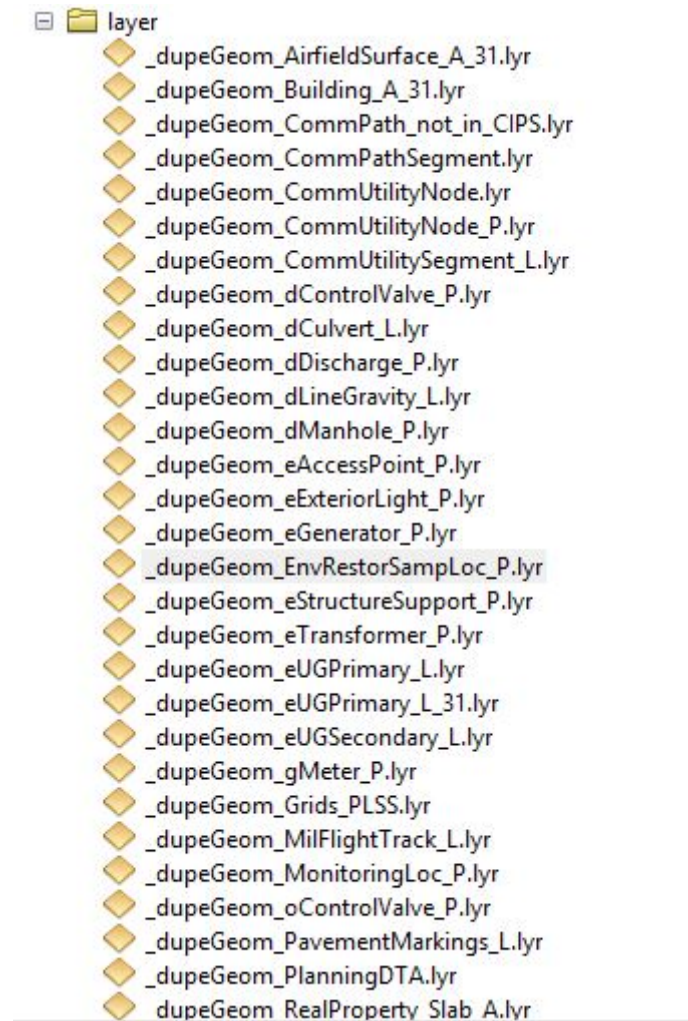 layer
_dupeGeom_AirfieldSurface_A_31.lyr
_dupeGeom_Building_A_31.lyr
_dupeGeom_CommPath_not_in_CIPS.lyr
_dupeGeom_CommPathSegment.lyr
_dupeGeom_CommUtilityNode.lyr
_dupeGeom_CommUtilityNode_P.lyr
_dupeGeom_CommUtilitySegment_L.lyr
_dupeGeom_dControlValve_P.lyr
_dupeGeom_dCulvert_L.lyr
_dupeGeom_dDischarge_P.lyr
_dupeGeom_dLineGravity_L.lyr
_dupeGeom_dManhole_P.lyr
_dupeGeom_eAccessPoint_P.lyr
_dupeGeom_eExteriorLight_P.lyr
_dupeGeom_eGenerator_P.lyr
_dupeGeom_EnvRestorSampLoc_P.lyr
_dupeGeom_eStructureSupport_P.lyr
_dupeGeom_eTransformer_P.lyr
_dupeGeom_eUGPrimary_L.lyr
_dupeGeom_eUGPrimary_L_31.lyr
_dupeGeom_eUGSecondary_L.lyr
_dupeGeom_gMeter_P.lyr
_dupeGeom_Grids_PLSS.lyr
_dupeGeom_MilFlightTrack_L.lyr
_dupeGeom_MonitoringLoc_P.lyr
_dupeGeom_oControlValve_P.lyr
_dupeGeom_PavementMarkings_L.lyr
_dupeGeom_PlanningDTA.lyr
_dupeGeom_RealProperty_Slab_A.lyr